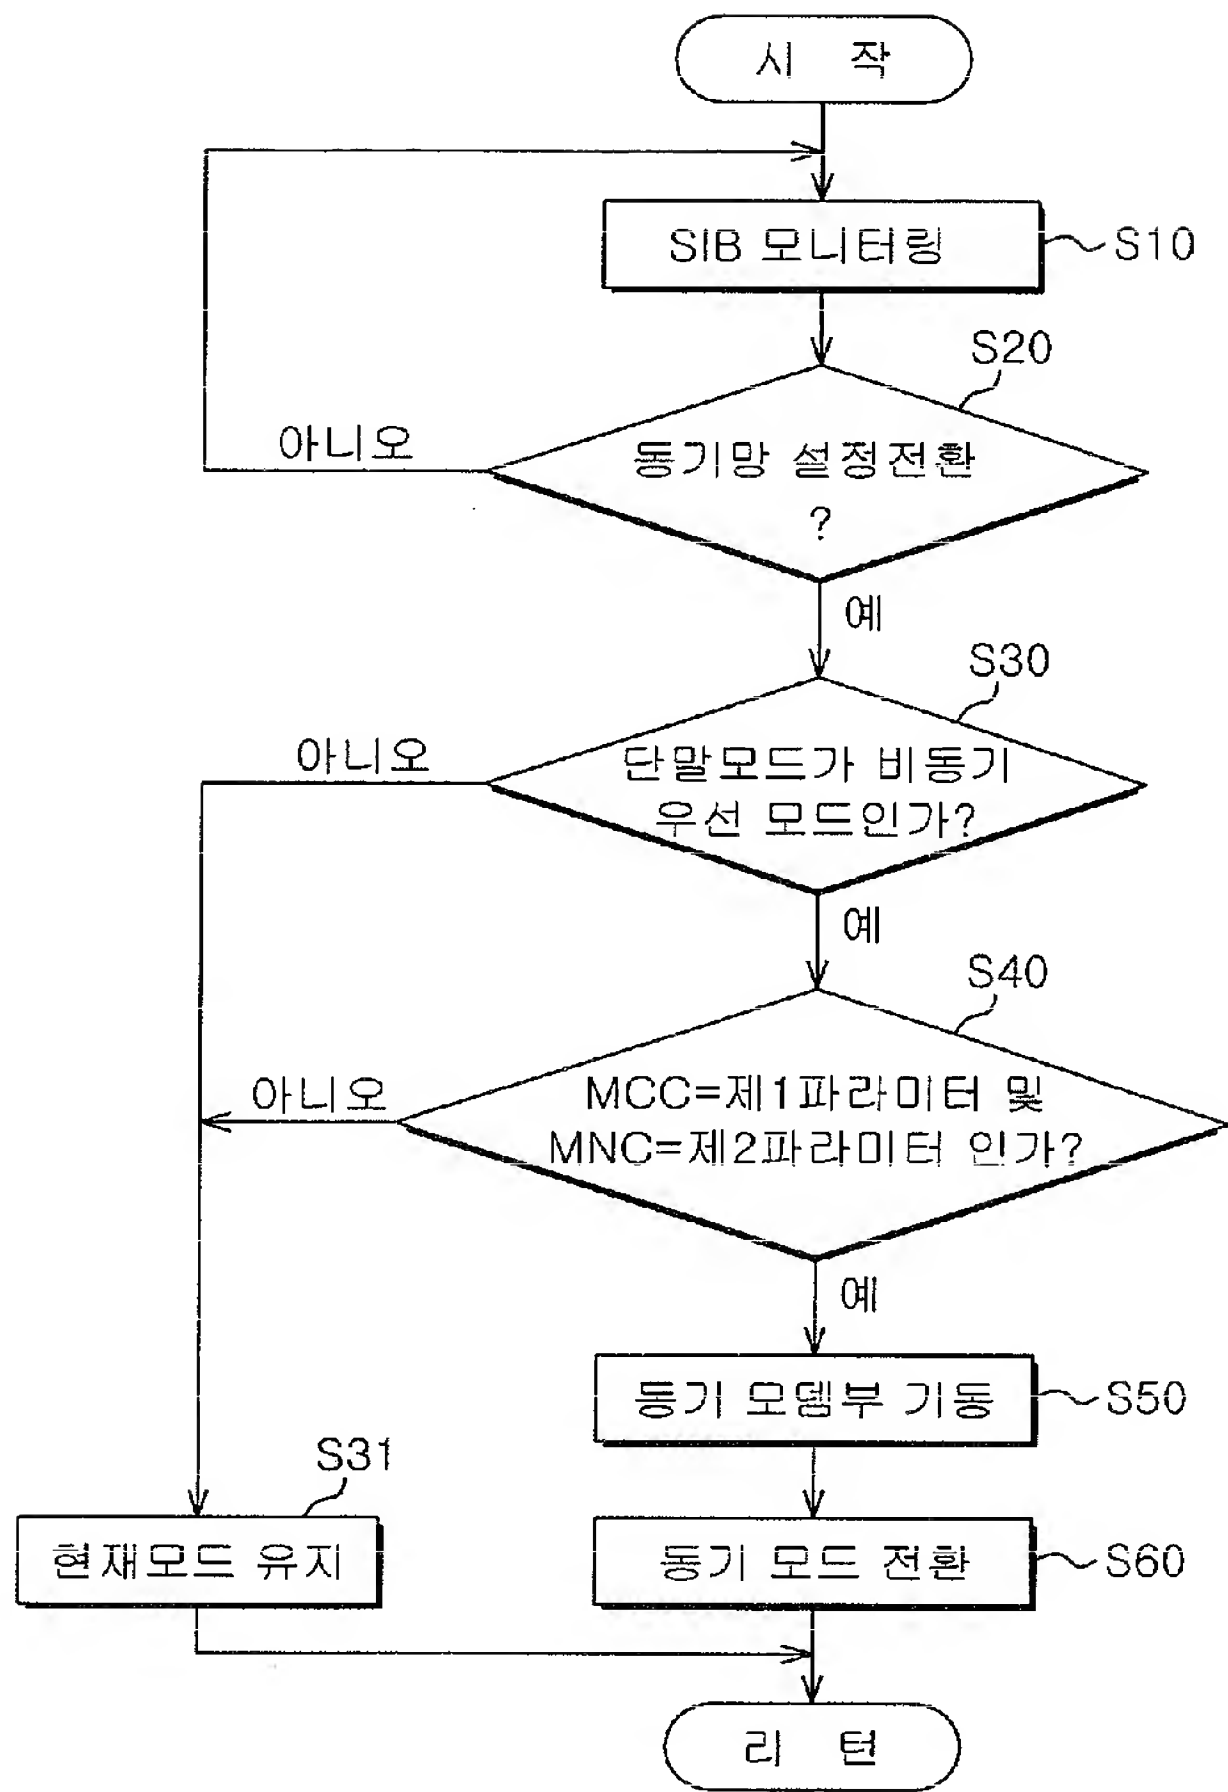 시 작
SIB 모니터링
S10
S20
아니오
동기망 설정전환
?
예
S30
아니오
단말모드가 비동기
우선 모드인가?
예
S40
아니오
MCC=제1파라미터 및
MNC=제2파라미터 인가?
예
동기 모뎀부 기동
S50
S31
현재모드 유지
동기 모드 전환
S60
리 턴